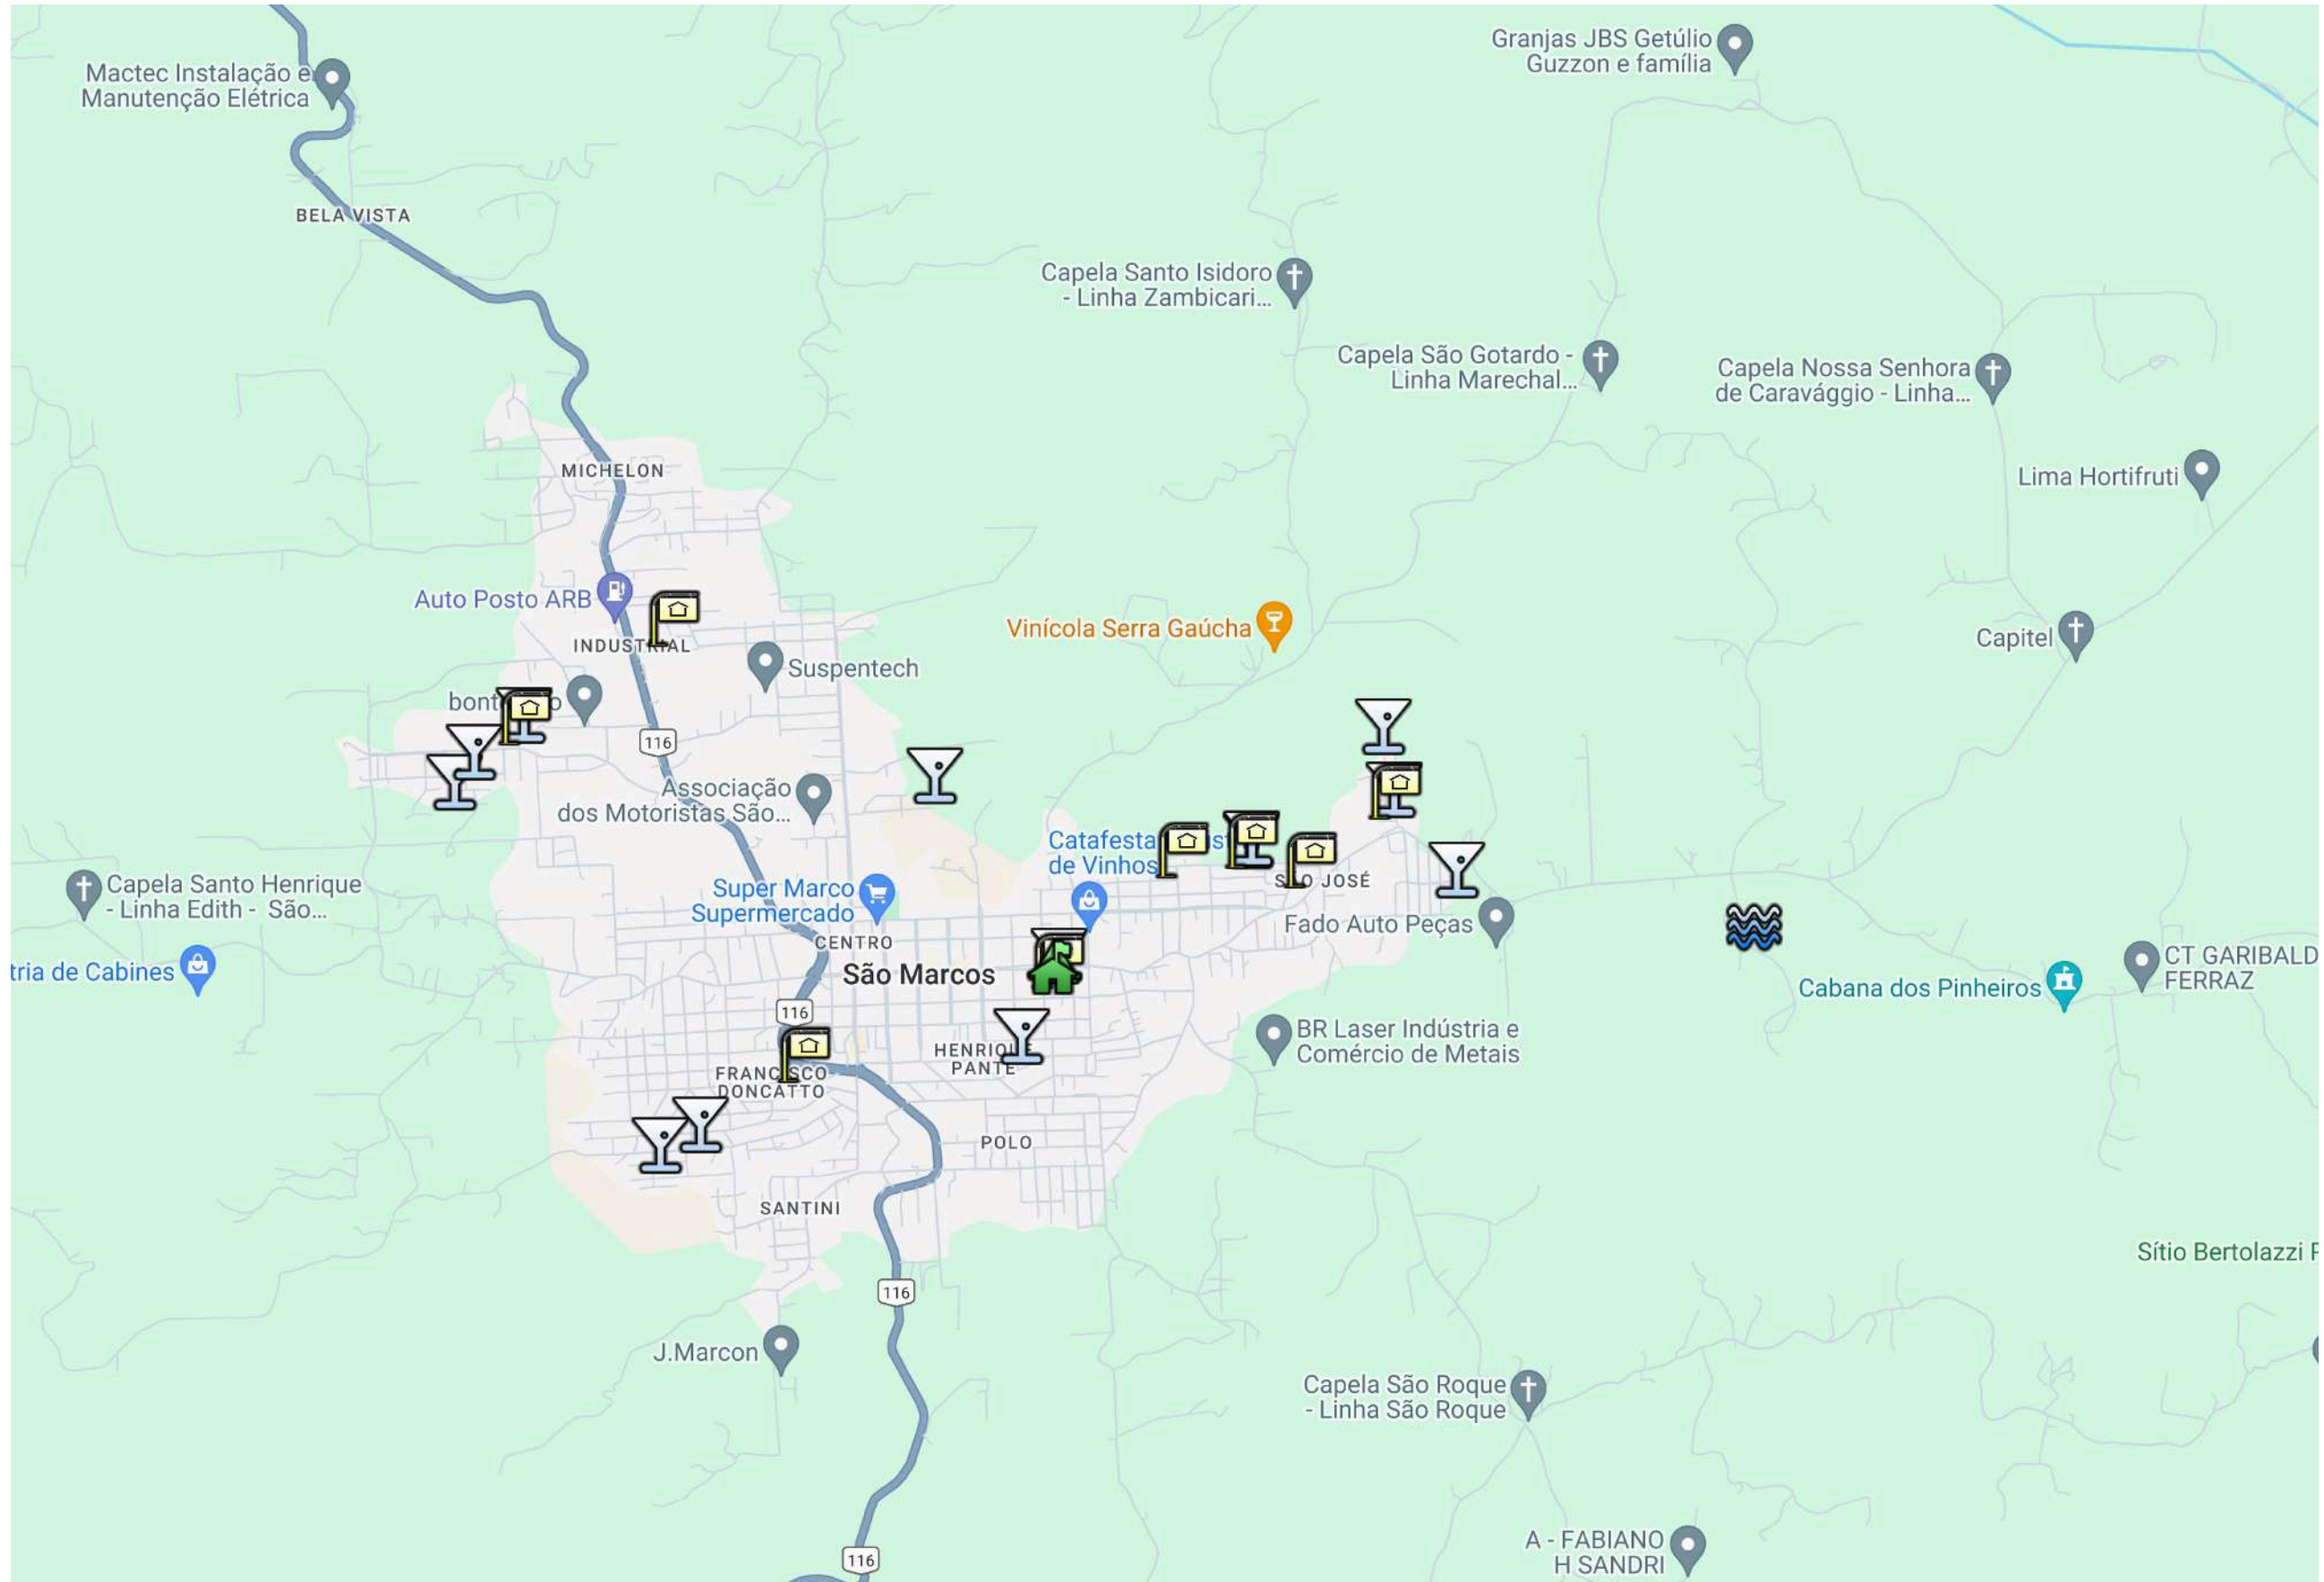 Granjas JBS Getúlio
Guzzon e família
Mactec Instalação e
Manutenção Elétrica
BELA VISTA
Capela Santo Isidoro
- Linha Zambicari...
Capela São Gotardo -
Linha Marechal...
Capela Nossa Senhora
de Caravággio - Linha...
MICHELON
Lima Hortifruti
Auto Posto ARB
INDUSTRIAL
Vinícola Serra Gaúcha
Capitel
Suspentech
116
Associação
dos Motoristas São...
Catafesta
de Vinhos
SÃO JOSÉ
Capela Santo Henrique
- Linha Edith - São...
Super Marco
Supermercado
Fado Auto Peças
CENTRO
São Marcos
tria de Cabines
CT GARIBALD
FERRAZ
Cabana dos Pinheiros
116
BR Laser Indústria e
Comércio de Metais
HENRIQUE
PANTE
FRANCISCO
DONCATTO
POLO
SANTINI
Sítio Bertolazzi F
116
J.Marcon
Capela São Roque
- Linha São Roque
A - FABIANO
H SANDRI
116